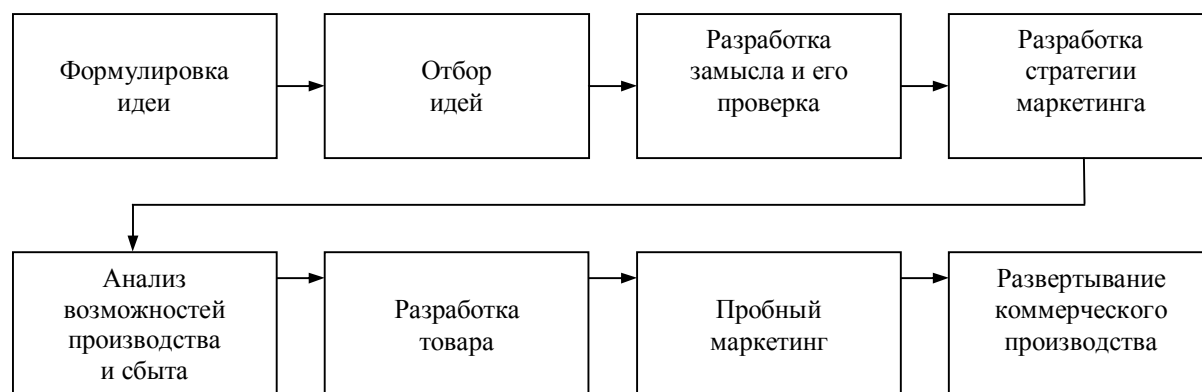 Формулировка
идеи
Отбор
идей
Разработка
замысла и его
проверка
Разработка
стратегии
маркетинга
Анализ
возможностей
производства
и сбыта
Разработка
товара
Пробный
маркетинг
Развертывание
коммерческого
производства